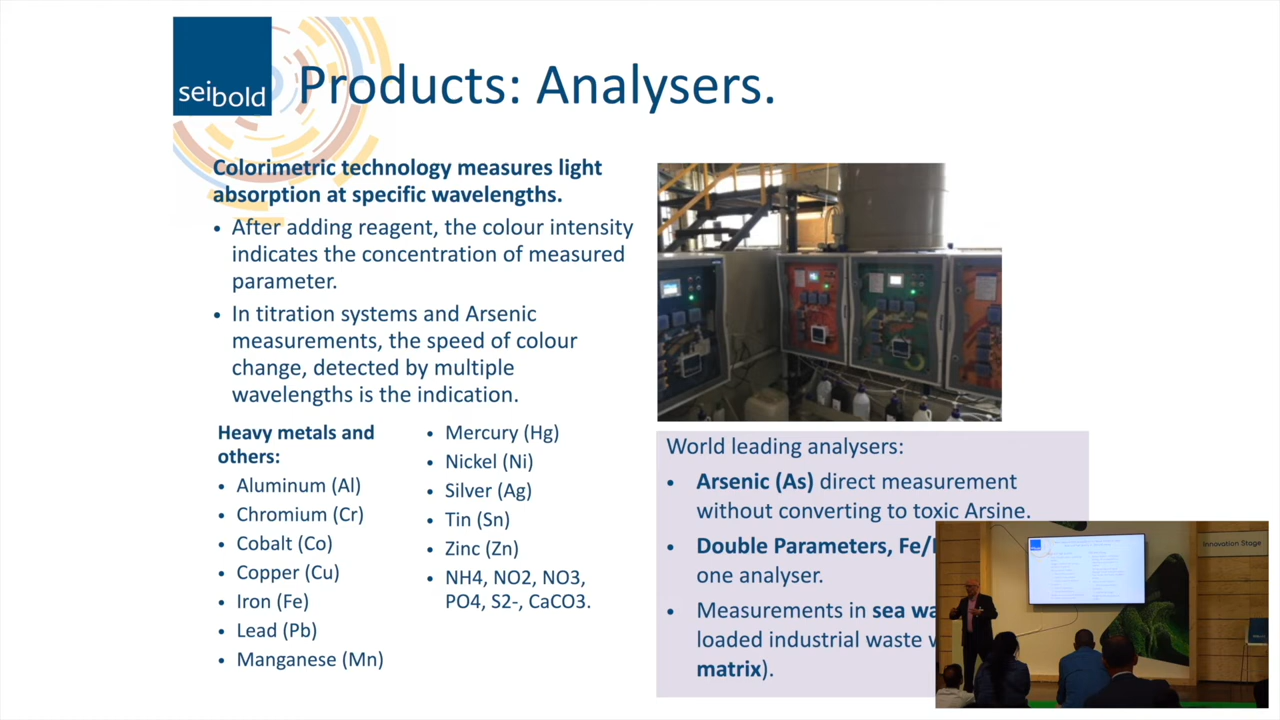 seibold
Products: Analysers.
Colorimetric technology measures light
absorption at specific wavelengths.
• After adding reagent, the colour intensity
indicates the concentration of measured
parameter.
• In titration systems and Arsenic
measurements, the speed of colour
change, detected by multiple
wavelengths is the indication.
Heavy metals and
others:
• Aluminum (Al)
• Chromium (Cr)
• Cobalt (Co)
• Copper (Cu)
• Iron (Fe)
• Lead (Pb)
• Manganese (Mn)
• Mercury (Hg)
• Nickel (Ni)
• Silver (Ag)
• Tin (Sn)
• Zinc (Zn)
• NH4, NO2, NO3,
PO4, S2-, CaCO3.
World leading analysers:
• Arsenic (As) direct measurement
without converting to toxic Arsine.
• Double Parameters, Fe/
one analyser.
• Measurements in sea
loaded industrial waste
matrix).
Innovation Stage